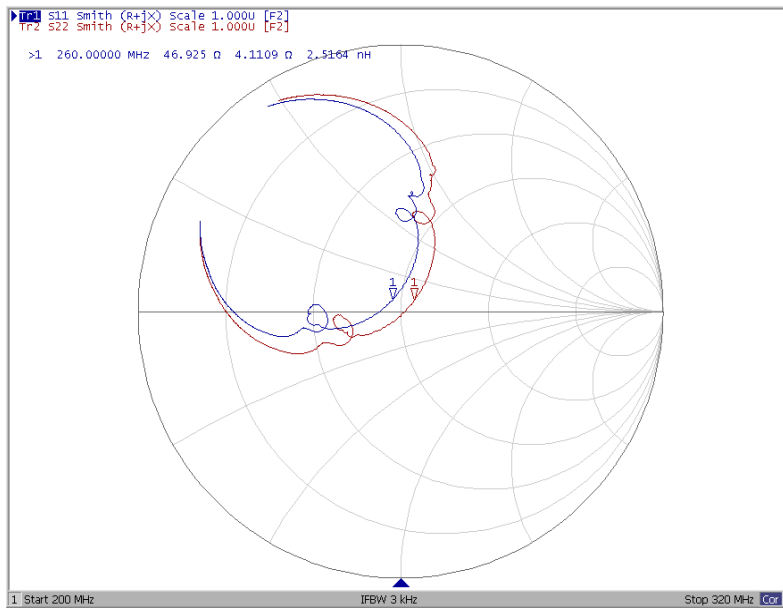 Tr1 S11 Smith (R+jX) Scale 1.000U [F2]
Tr2 S22 Smith (R+jX) Scale 1.000U [F2]
>1 260.00000 MHz 46.925 Ω 4.1109 Ω 2.5164 nH
1 1
1 Start 200 MHz IFBW 3 kHz Stop 320 MHz Cor